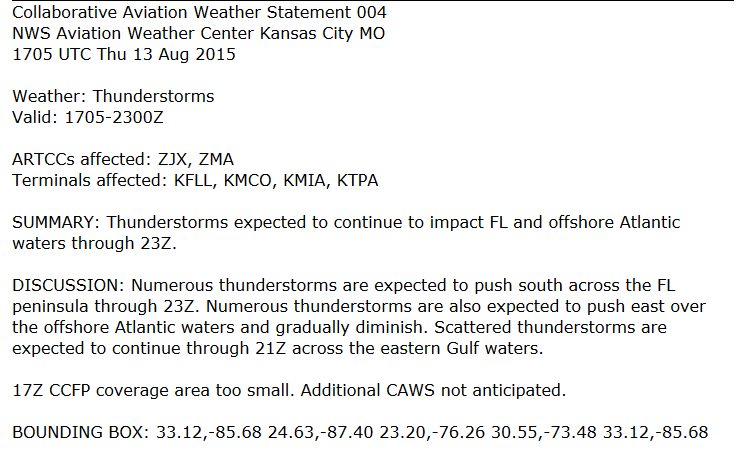 Collaborative Aviation Weather Statement 004
NWS Aviation Weather Center Kansas City MO
1705 UTC Thu 13 Aug 2015
Weather: Thunderstorms
Valid: 1705-2300Z
ARTCCs affected: ZJX, ZMA
Terminals affected: KFLL, KMCO, KMIA, KTPA
SUMMARY: Thunderstorms expected to continue to impact FL and offshore Atlantic
waters through 23Z.
DISCUSSION: Numerous thunderstorms are expected to push south across the FL
peninsula through 23Z. Numerous thunderstorms are also expected to push east over
the offshore Atlantic waters and gradually diminish. Scattered thunderstorms are
expected to continue through 21Z across the eastern Gulf waters.
17Z CCFP coverage area too small. Additional CAWS not anticipated.
BOUNDING BOX: 33.12,-85.68 24.63,-87.40 23.20,-76.26 30.55,-73.48 33.12,-85.68